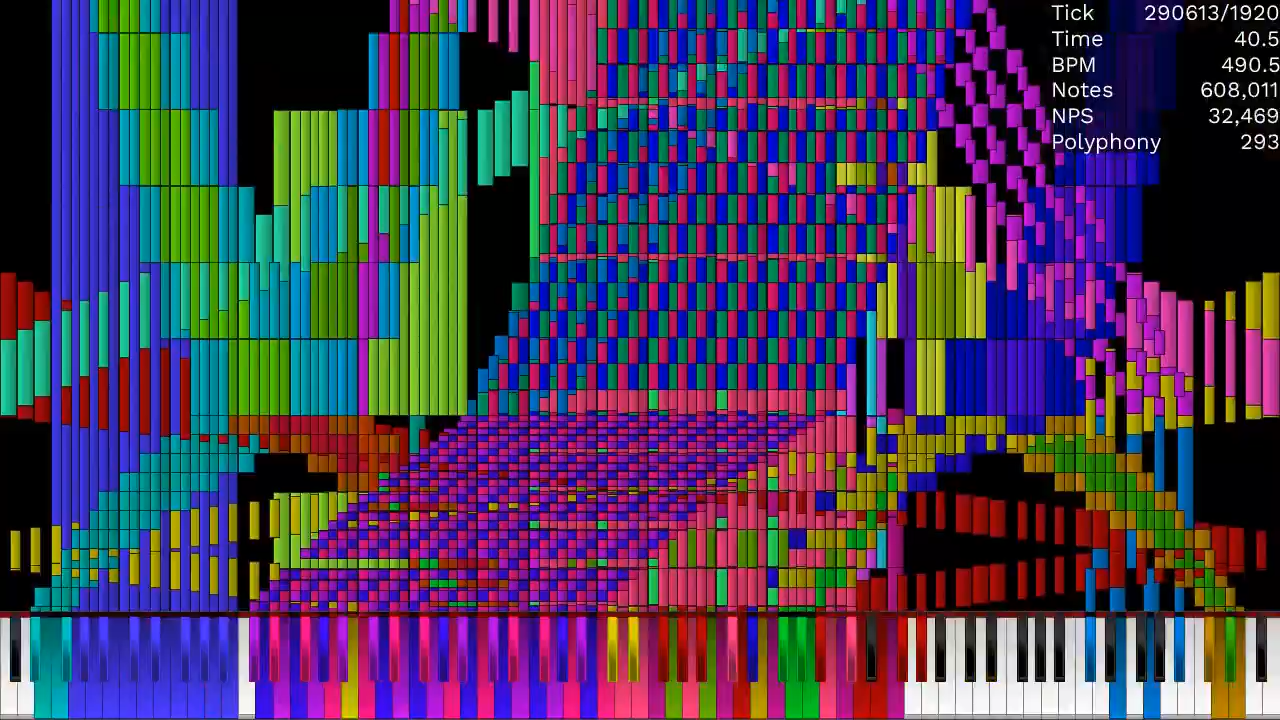 Tick 290613/1920
Time 40.5
BPM 490.5
Notes 608,011
NPS 32,469
Polyphony 293